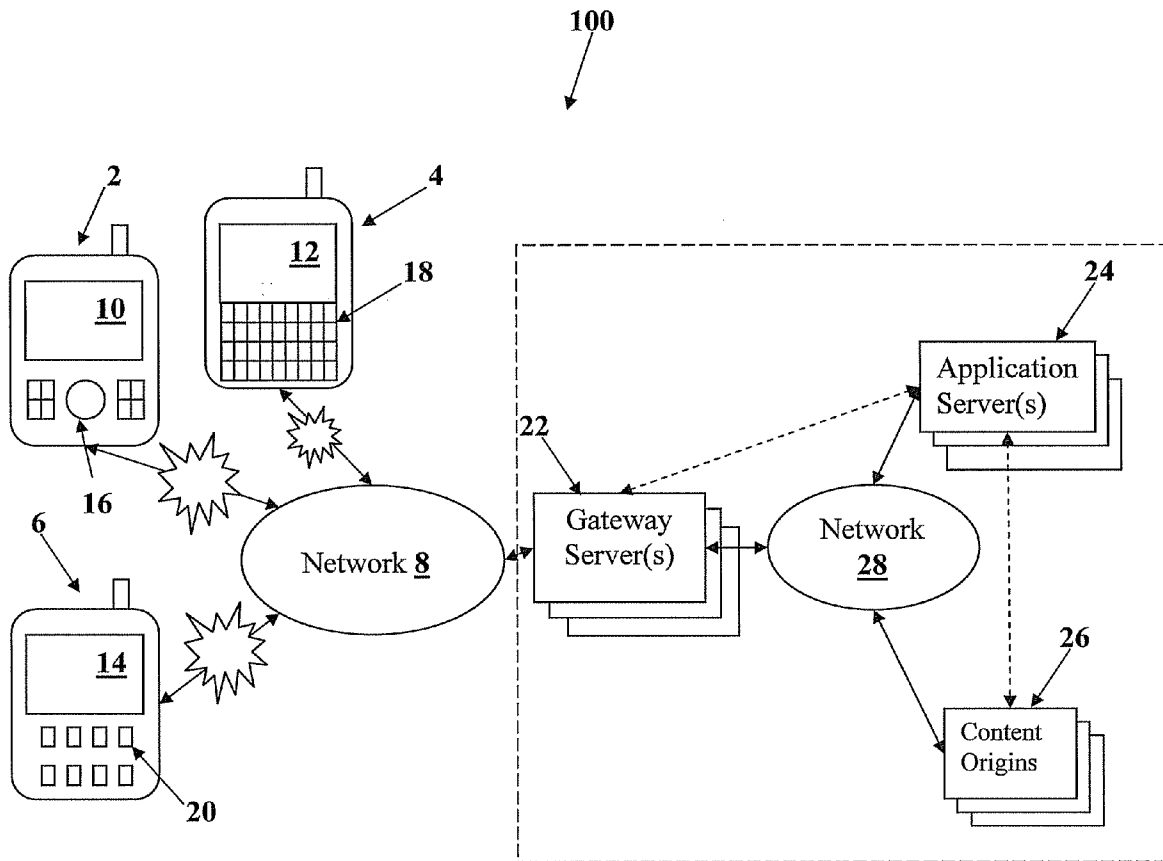 100
2
4
12
10
18
24
Application
Server(s)
22
16
Gateway
Server(s)
6
Network 8
Network
28
14
26
Content
Origins
20